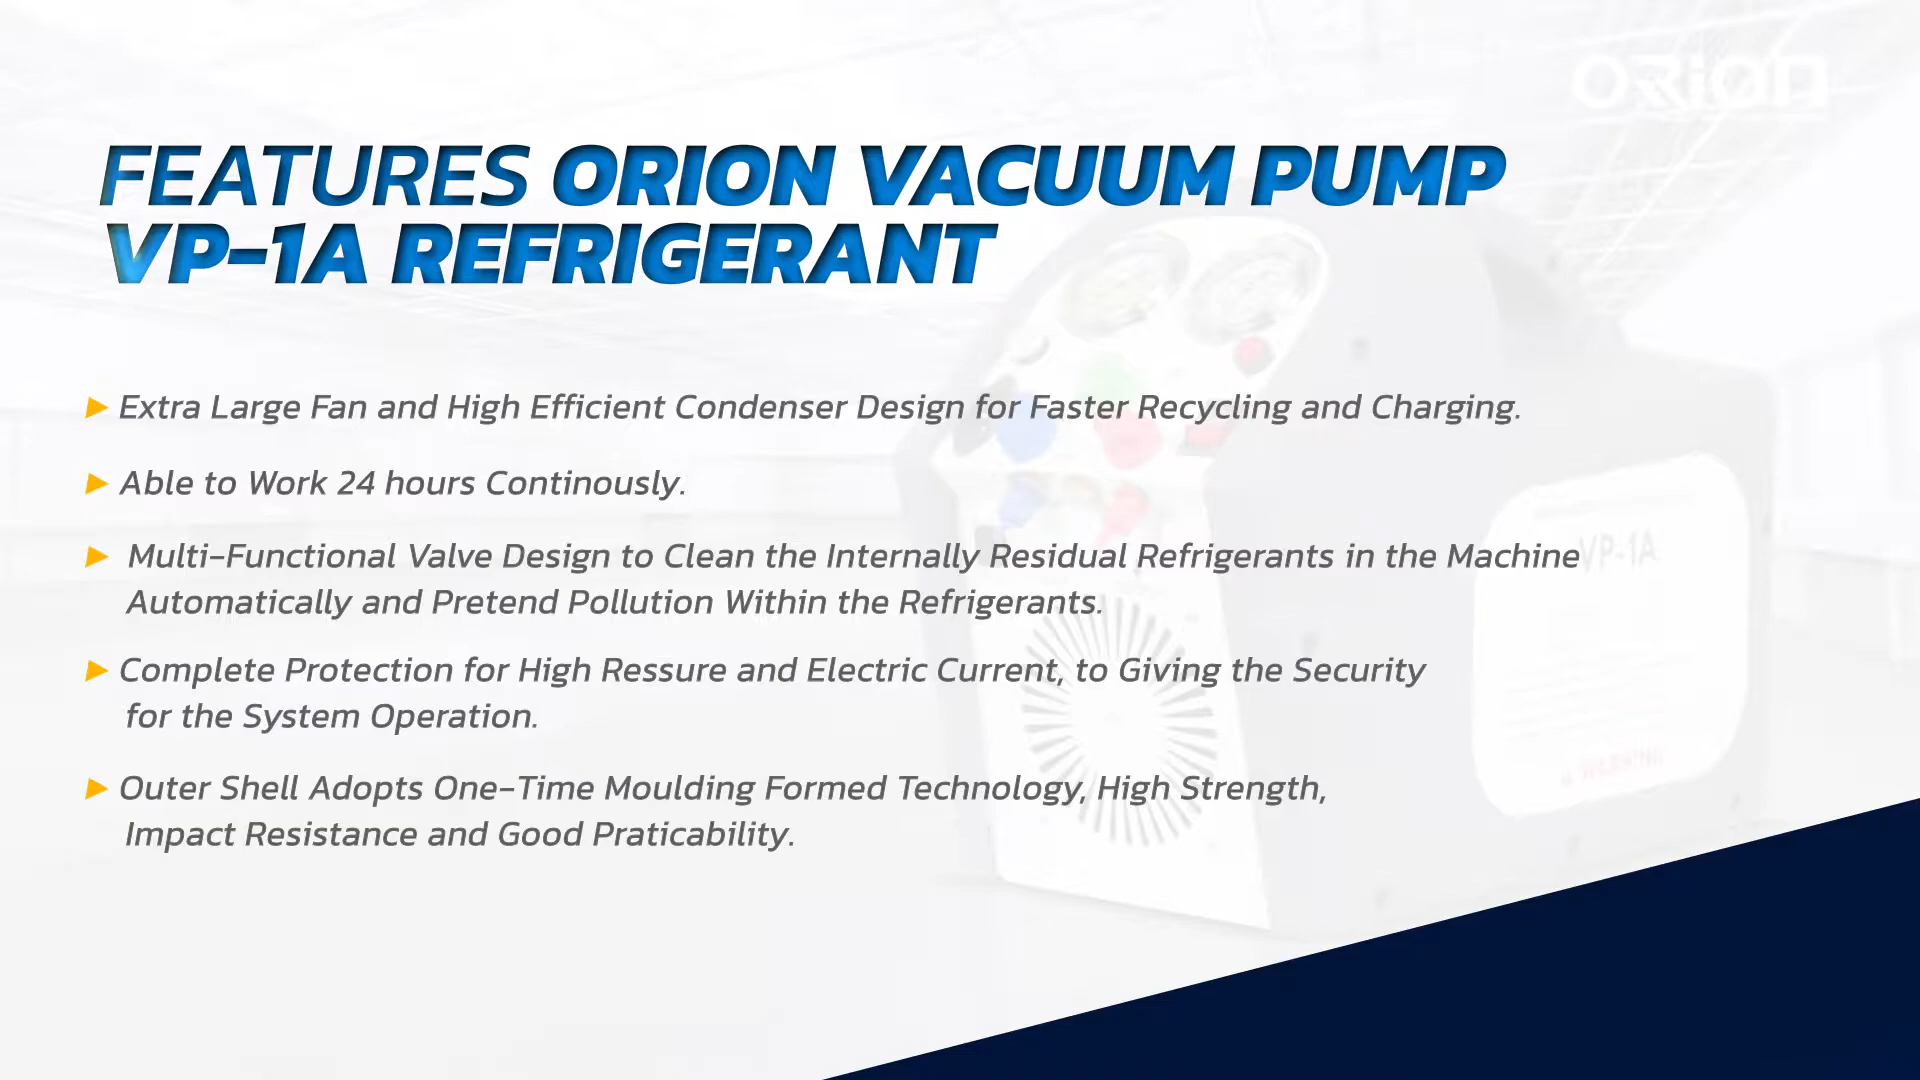 ORiOn
FEATURES ORION VACUUM PUMP
VP-1A REFRIGERANT
Extra Large Fan and High Efficient Condenser Design for Faster Recycling and Charging.
Able to Work 24 hours Continously.
Multi-Functional Valve Design to Clean the Internally Residual Refrigerants in the Machine
VP-1A
Automatically and Pretend Pollution Within the Refrigerants.
Complete Protection for High Ressure and Electric Current, to Giving the Security
for the System Operation.
WARNING
Outer Shell Adopts One-Time Moulding Formed Technology, High Strength,
Impact Resistance and Good Praticability.